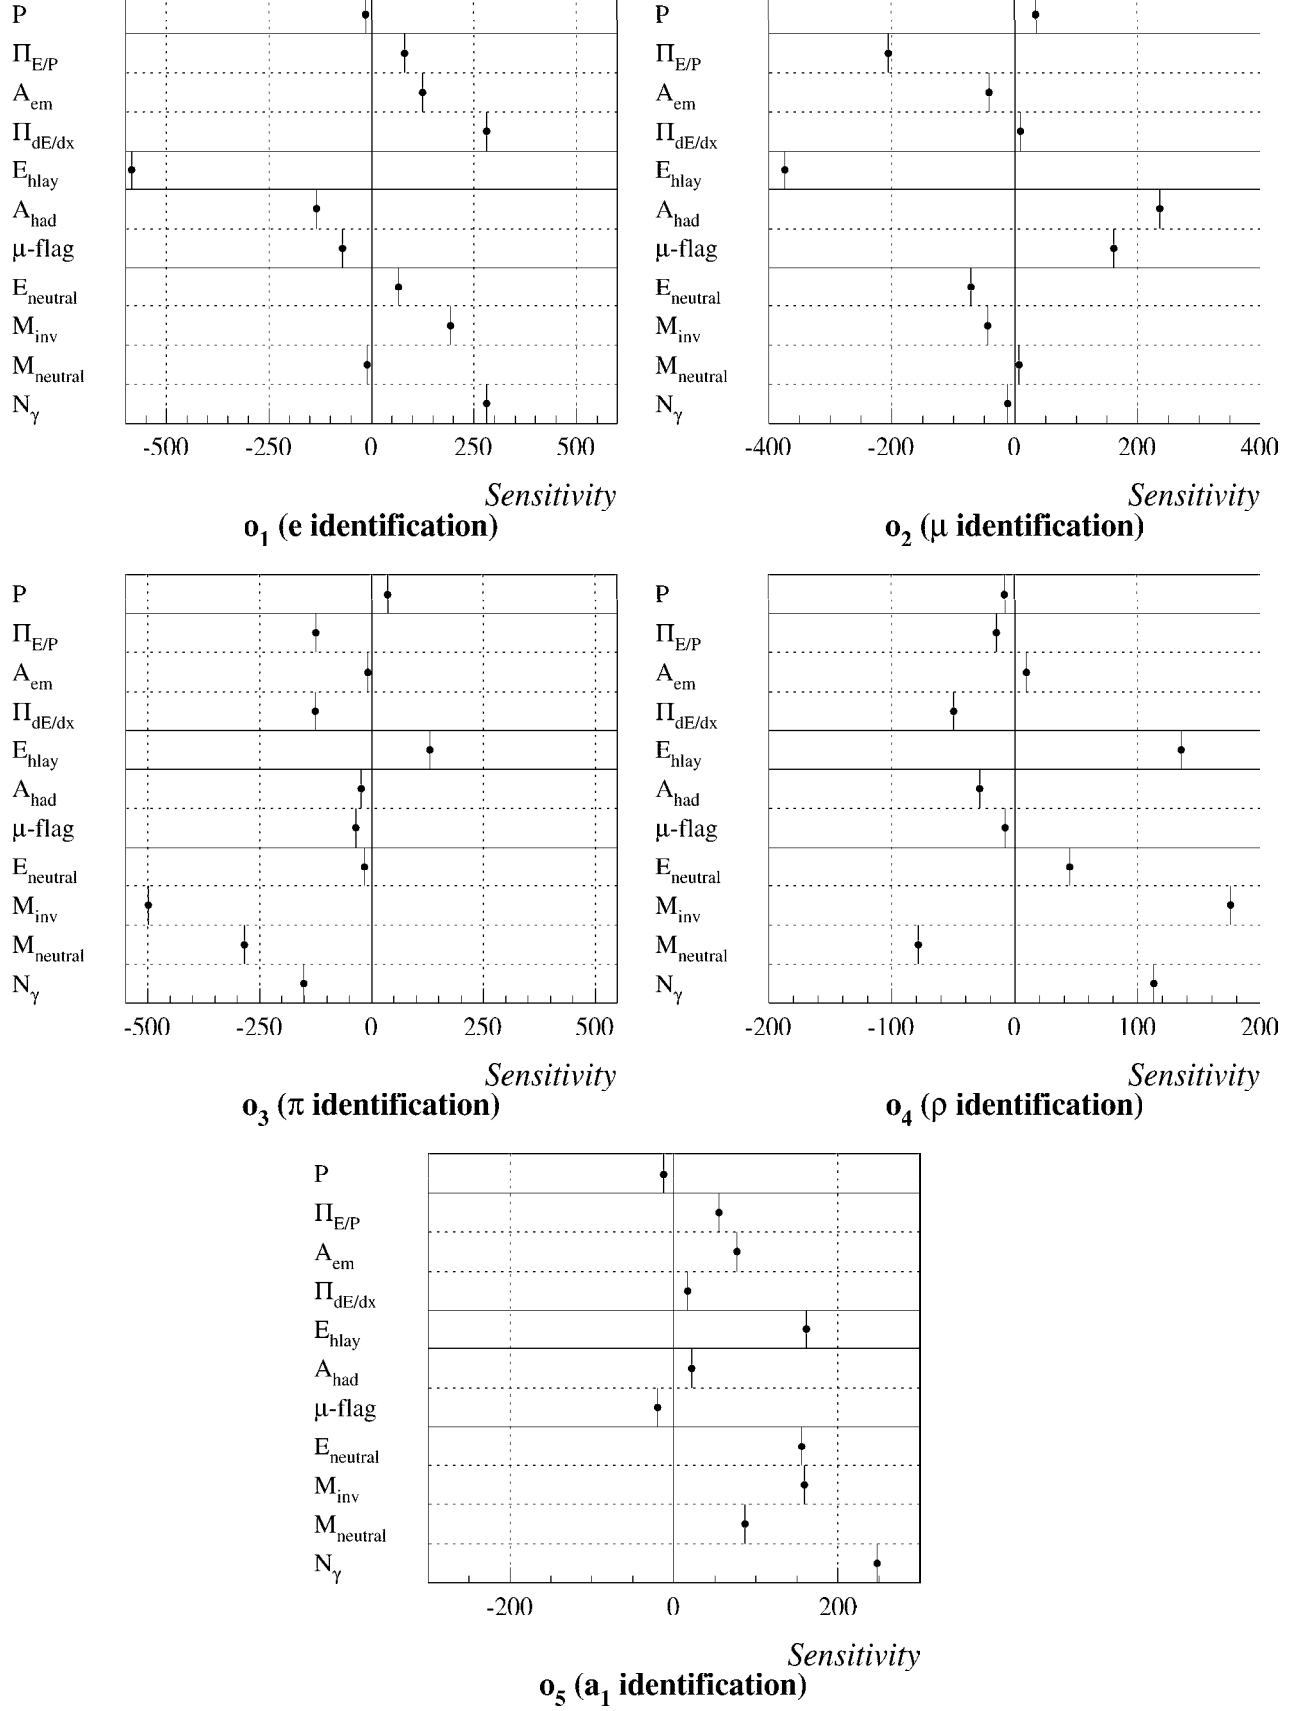 P
Π_E/P
A_em
Π_dE/dx
E_hlay
A_had
μ-flag
E_neutral
M_inv
M_neutral
N_γ
-500 -250 0 250 500
Sensitivity
o_1 (e identification)
P
Π_E/P
A_em
Π_dE/dx
E_hlay
A_had
μ-flag
E_neutral
M_inv
M_neutral
N_γ
-400 -200 0 200 400
Sensitivity
o_2 (μ identification)
P
Π_E/P
A_em
Π_dE/dx
E_hlay
A_had
μ-flag
E_neutral
M_inv
M_neutral
N_γ
-500 -250 0 250 500
Sensitivity
o_3 (π identification)
P
Π_E/P
A_em
Π_dE/dx
E_hlay
A_had
μ-flag
E_neutral
M_inv
M_neutral
N_γ
-200 -100 0 100 200
Sensitivity
o_4 (ρ identification)
P
Π_E/P
A_em
Π_dE/dx
E_hlay
A_had
μ-flag
E_neutral
M_inv
M_neutral
N_γ
-200 0 200
Sensitivity
o_5 (a_1 identification)